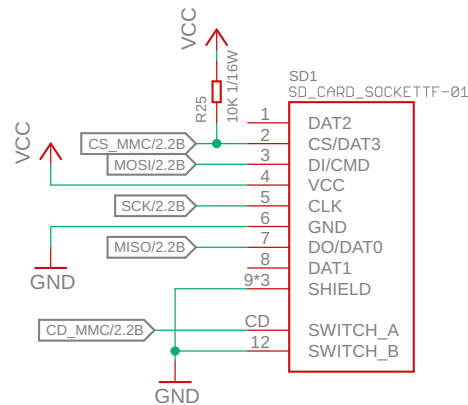 VCC
R25
10K 1/16W
SD1
SD_CARD_SOCKETTF-01
VCC
1 DAT2
CS_MMC/2.2B 2 CS/DAT3
MOSI/2.2B 3 DI/CMD
4 VCC
SCK/2.2B 5 CLK
6 GND
MISO/2.2B 7 DO/DAT0
8 DAT1
GND
9*3 SHIELD
CD_MMC/2.2B CD SWITCH_A
12 SWITCH_B
GND